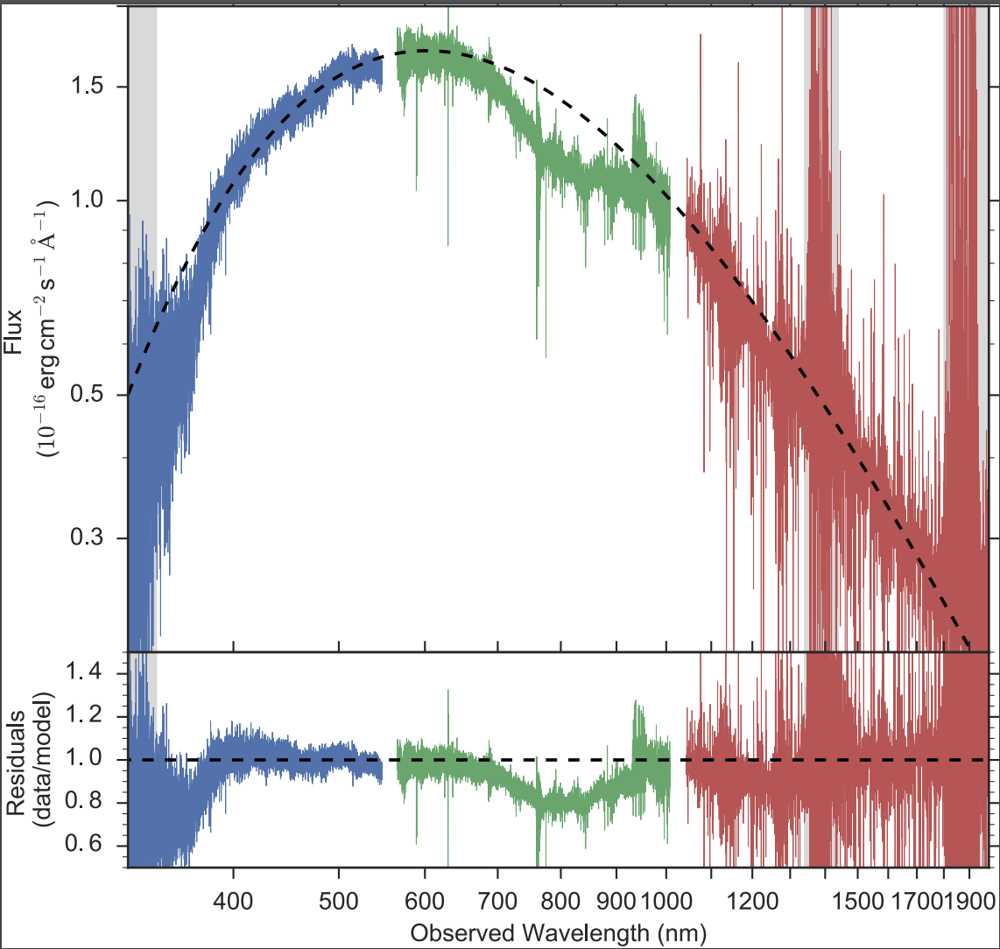 Flux
(10⁻¹⁶ erg cm⁻² s⁻¹ Å⁻¹)
1.5
1.0
0.5
0.3
Residuals
(data/model)
1.4
1.2
1.0
0.8
0.6
400 500 600 700 800 900 1000 1200 1500 1700 1900
Observed Wavelength (nm)